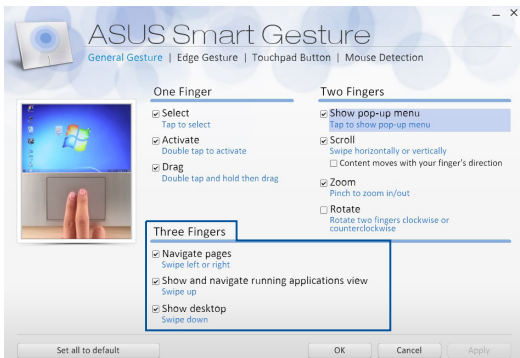 ASUS Smart Gesture
General Gesture | Edge Gesture | Touchpad Button | Mouse Detection
One Finger
Select
Tap to select
Activate
Double tap to activate
Drag
Double tap and hold then drag
Two Fingers
Show pop-up menu
Tap to show pop-up menu
Scroll
Swipe horizontally or vertically
Content moves with your finger's direction
Zoom
Pinch to zoom in/out
Rotate
Rotate two fingers clockwise or
counterclockwise
Three Fingers
Navigate pages
Swipe left or right
Show and navigate running applications view
Swipe up
Show desktop
Swipe down
Set all to default
OK
Cancel
Apply